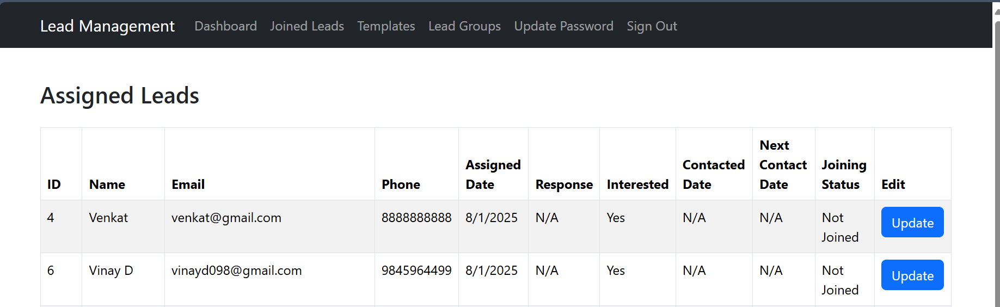 Lead Management Dashboard Joined Leads Templates Lead Groups Update Password Sign Out
Assigned Leads
ID Name Email Phone Assigned Date Response Interested Contacted Date Next Contact Date Joining Status Edit
4 Venkat venkat@gmail.com 8888888888 8/1/2025 N/A Yes N/A N/A Not Joined Update
6 Vinay D vinayd098@gmail.com 9845964499 8/1/2025 N/A Yes N/A N/A Not Joined Update